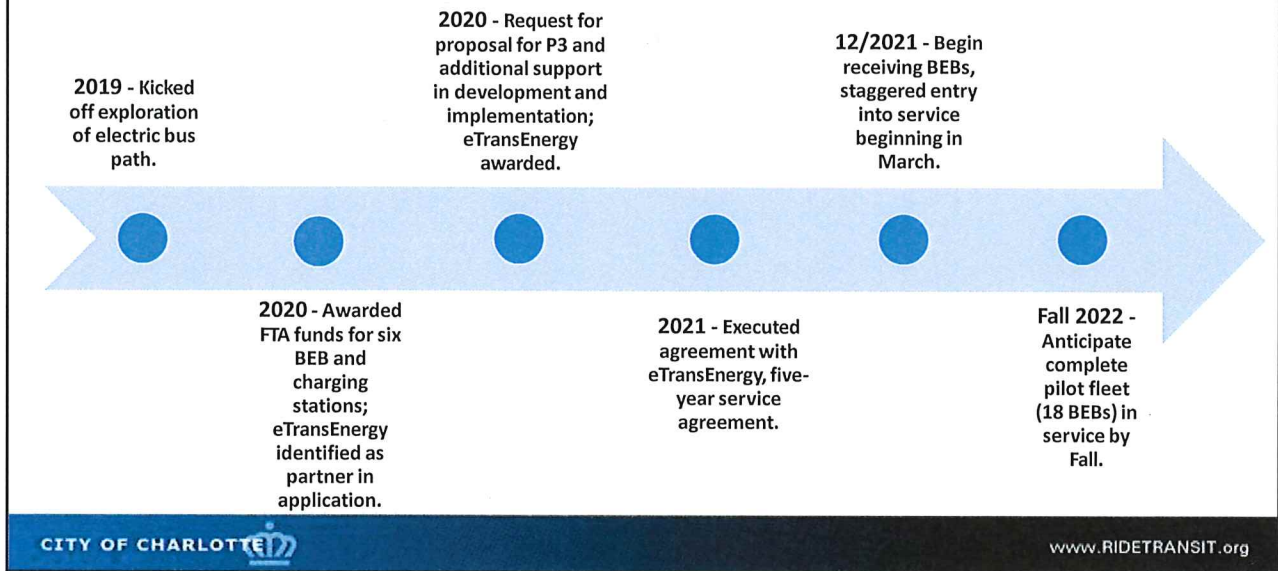 2019 - Kicked
off exploration
of electric bus
path.
2020 - Awarded
FTA funds for six
BEB and
charging
stations;
eTransEnergy
identified as
partner in
application.
2020 - Request for
proposal for P3 and
additional support
in development and
implementation;
eTransEnergy
awarded.
2021 - Executed
agreement with
eTransEnergy, five-
year service
agreement.
12/2021 - Begin
receiving BEBs,
staggered entry
into service
beginning in
March.
Fall 2022 -
Anticipate
complete
pilot fleet
(18 BEBs) in
service by
Fall.
CITY OF CHARLOTTE
www.RIDETRANSIT.org